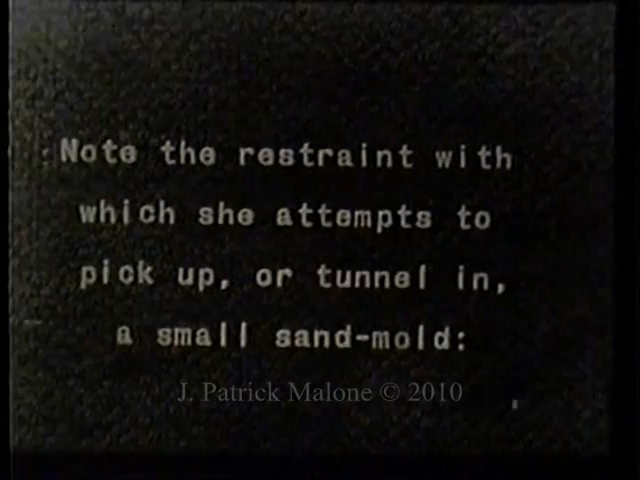 Note the restraint with
which she attempts to
pick up, or tunnel in,
a small sand-mold:
J. Patrick Malone © 2010